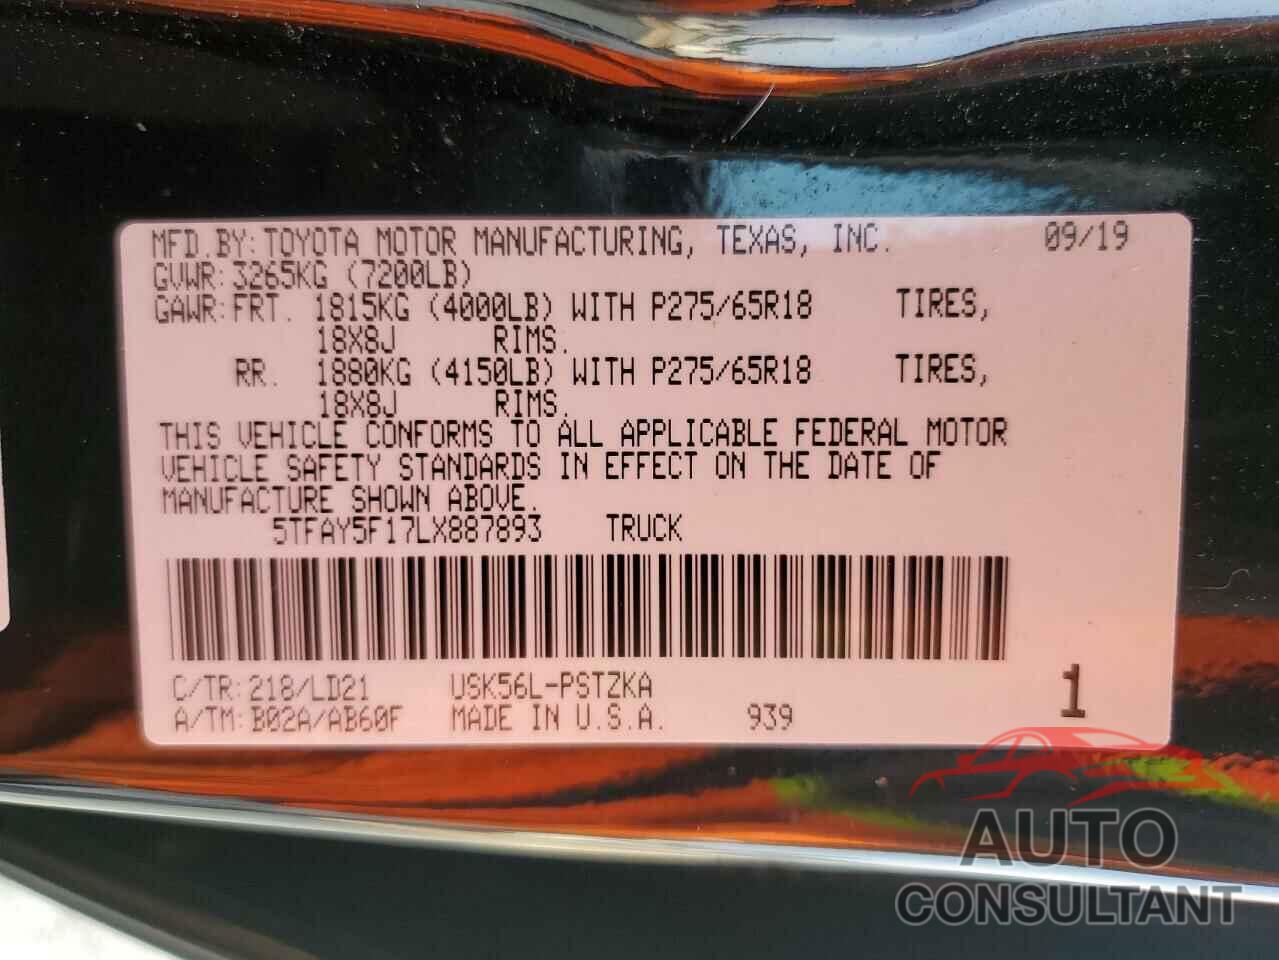 MFD.BY: TOYOTA MOTOR MANUFACTURING, TEXAS, INC. 09/19
GVWR: 3265KG (7200LB)
GAWR: FRT. 1815KG (4000LB) WITH P275/65R18 TIRES,
18X8J RIMS.
RR. 1880KG (4150LB) WITH P275/65R18 TIRES,
18X8J RIMS.
THIS VEHICLE CONFORMS TO ALL APPLICABLE FEDERAL MOTOR
VEHICLE SAFETY STANDARDS IN EFFECT ON THE DATE OF
MANUFACTURE SHOWN ABOVE.
5TFAY5F17LX887893 TRUCK
C/TR: 218/LD21 USK56L-PSTZKA
A/TM: B02A/AB60F MADE IN U.S.A. 939 1
AUTO
CONSULTANT